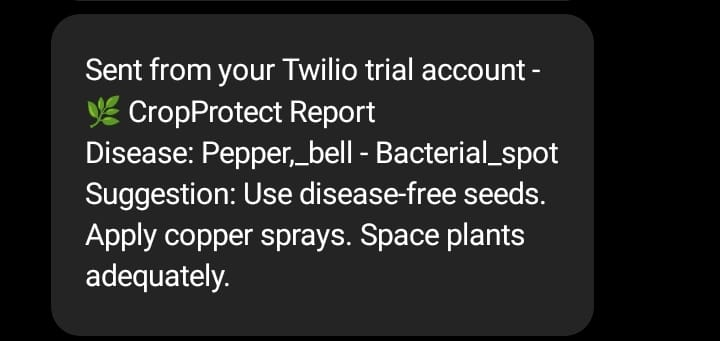 Sent from your Twilio trial account -
🌿 CropProtect Report
Disease: Pepper,_bell - Bacterial_spot
Suggestion: Use disease-free seeds.
Apply copper sprays. Space plants
adequately.